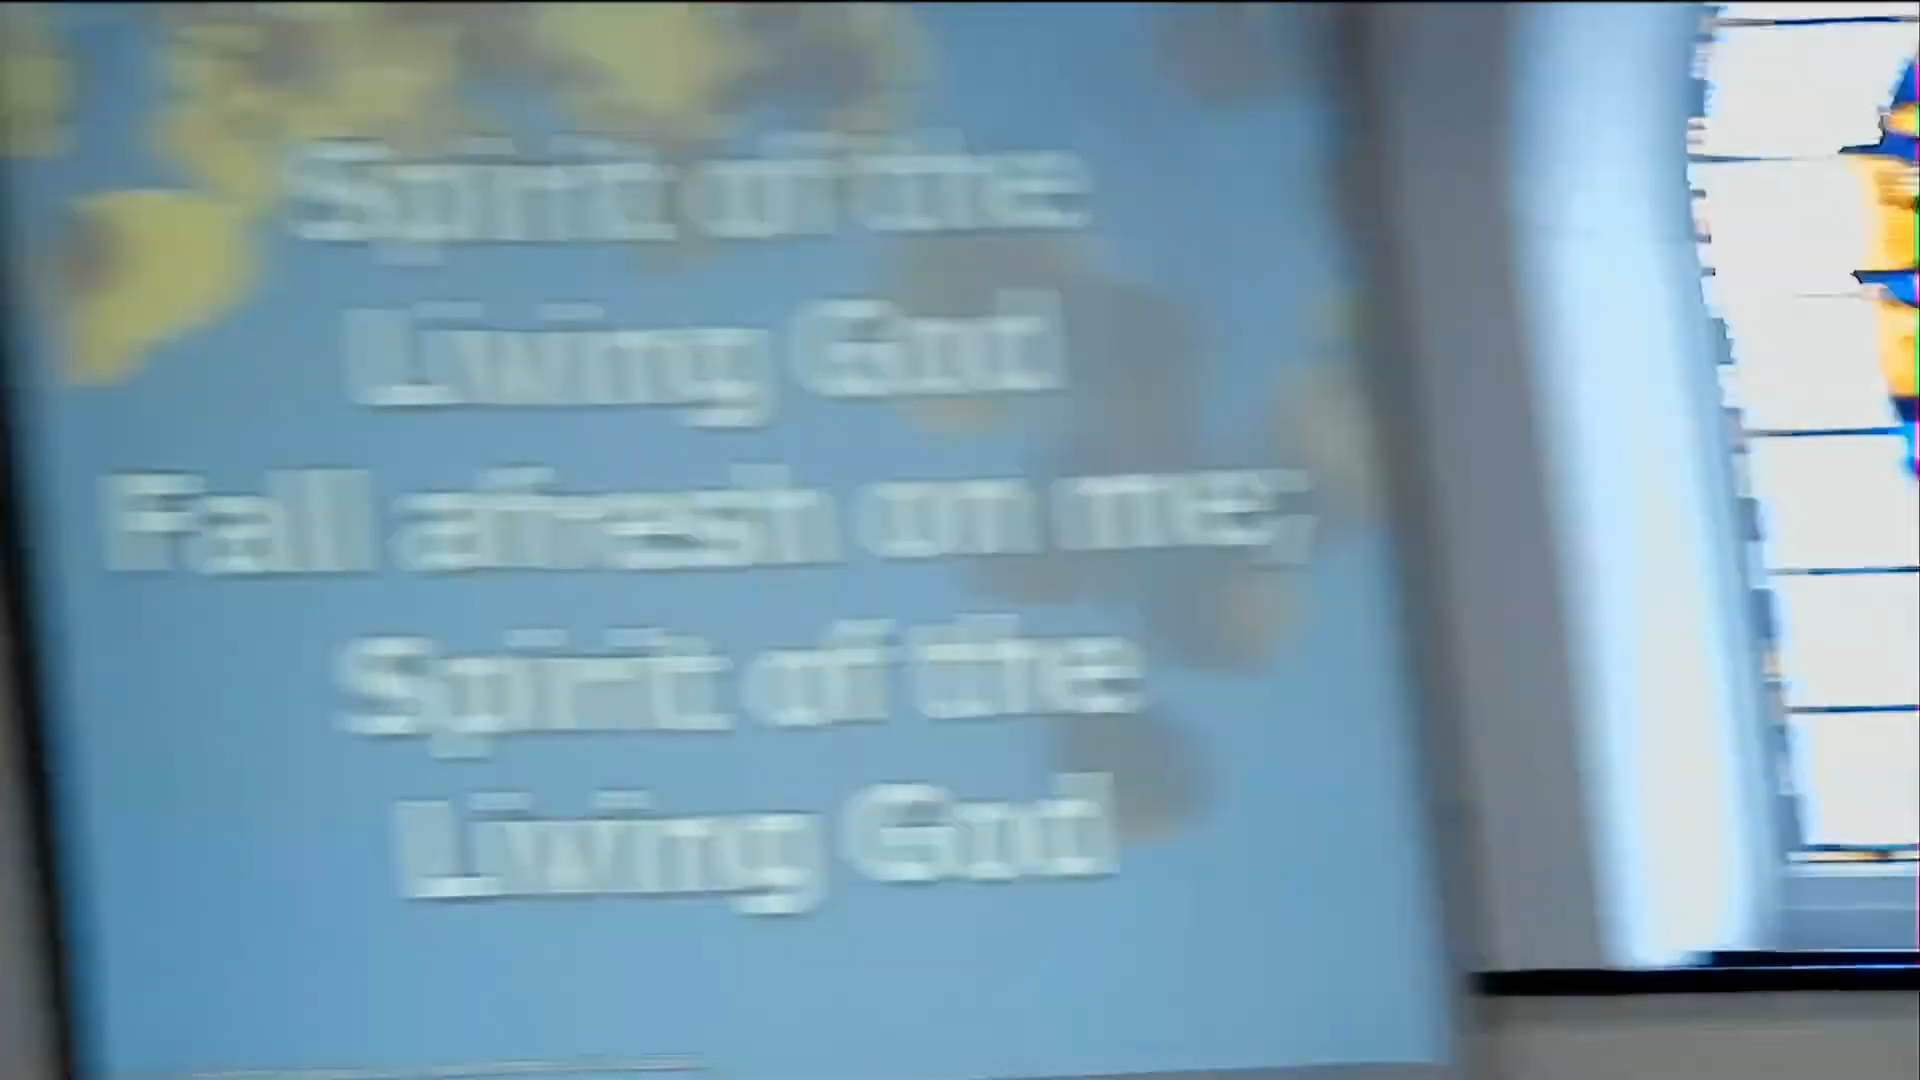 Spirit of the
Living God
Fall afresh on me,
Spirit of the
Living God